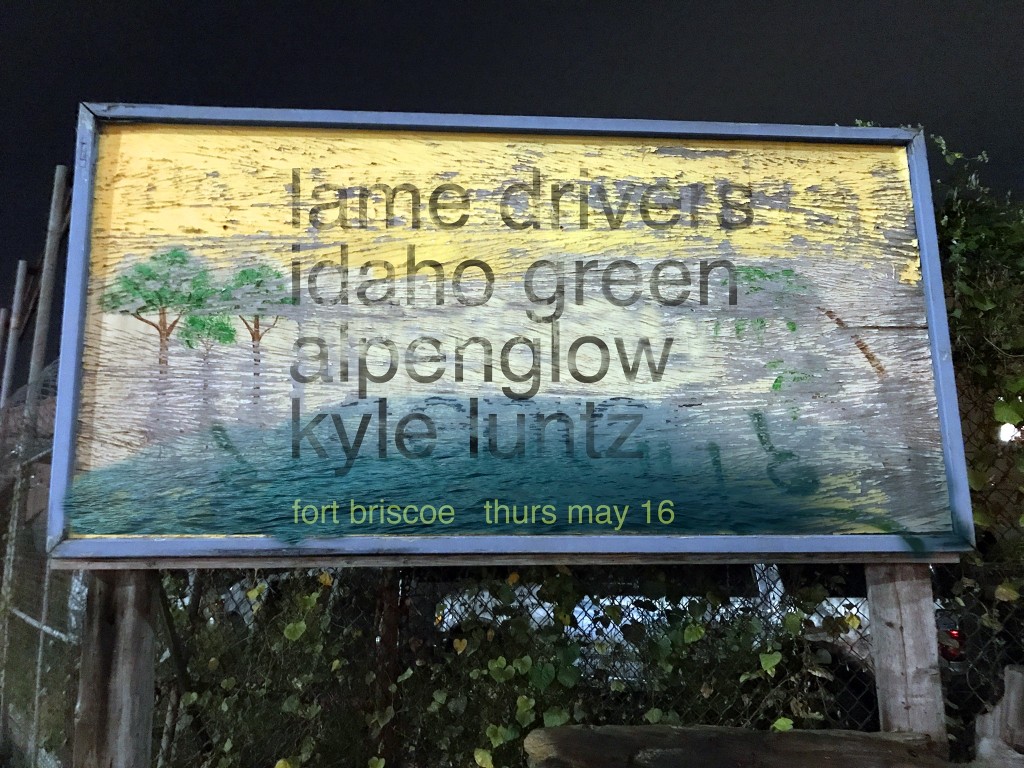 lame drivers
idaho green
alpenglow
kyle luntz
fort briscoe thurs may 16